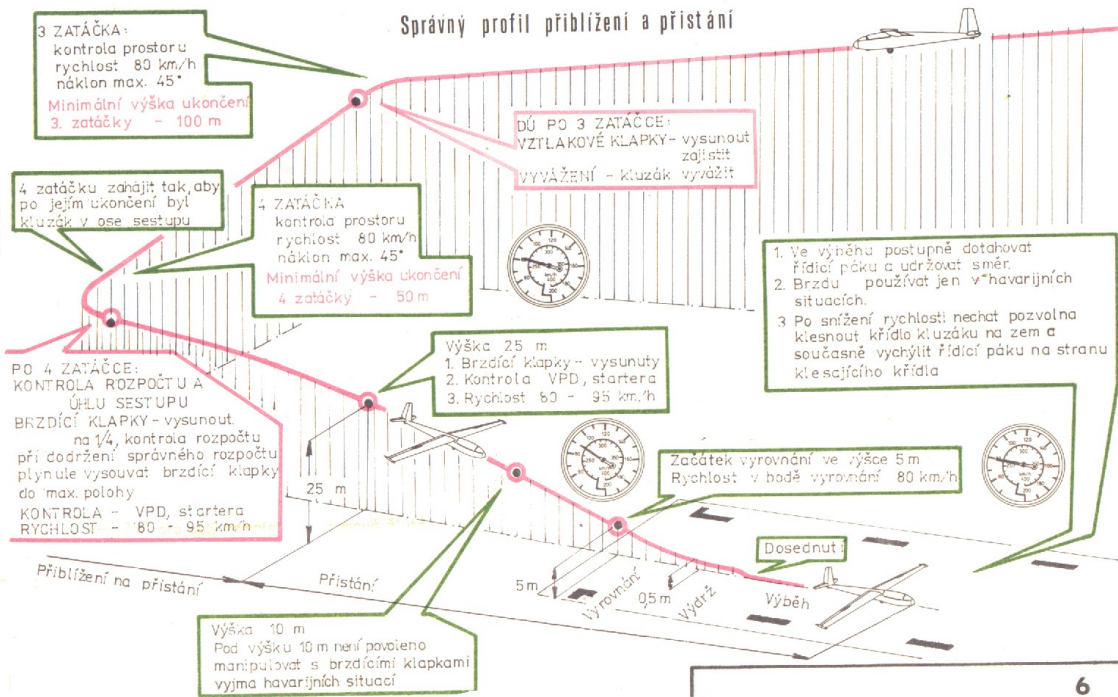 Správný profil přiblížení a přistání
3 ZATÁČKA:
kontrola prostoru
rychlost 80 km/h
náklon max. 45°
Minimální výška ukončení
3. zatáčky - 100 m
DÚ PO 3 ZATÁČCE:
VZTLAKOVÉ KLAPKY - vysunout
zajistit
VYVÁŽENÍ - kluzák vyvážit
4 zatáčku zahájit tak, aby
po jejím ukončení byl
kluzák v ose sestupu
4 ZATÁČKA
kontrola prostoru
rychlost 80 km/h
náklon max. 45°
Minimální výška ukončení
4 zatáčky - 50 m
1. Ve výběhu postupně dotahovat
řídicí páku a udržovat směr.
2. Brzdu používat jen v havarijních
situacích.
3 Po snížení rychlosti nechat pozvolna
klesnout křídlo kluzáku na zem a
současně vychýlit řídící páku na stranu
klesajícího křídla
PO 4 ZATÁČCE:
KONTROLA ROZPOČTU A
ÚHLU SESTUPU
BRZDÍCÍ KLAPKY - vysunout
na 1/4, kontrola rozpočtu
při dodržení správného rozpočtu
plynule vysouvat brzdící klapky
do max. polohy
KONTROLA - VPD, startera
RYCHLOST - 80 - 95 km/h
Výška 25 m
1. Brzdící klapky - vysunuty
2. Kontrola VPD, startera
3. Rychlost 80 - 95 km/h
25 m
Začátek vyrovnání ve výšce 5 m
Rychlost v bodě vyrovnání 80 km/h
Dosednutí
Přiblížení na přistání
Přistání
5 m
Vyrovnání
0,5 m
Výdrž
Výběh
Výška 10 m
Pod výšku 10 m není povoleno
manipulovat s brzdícími klapkami
vyjma havarijních situací
6